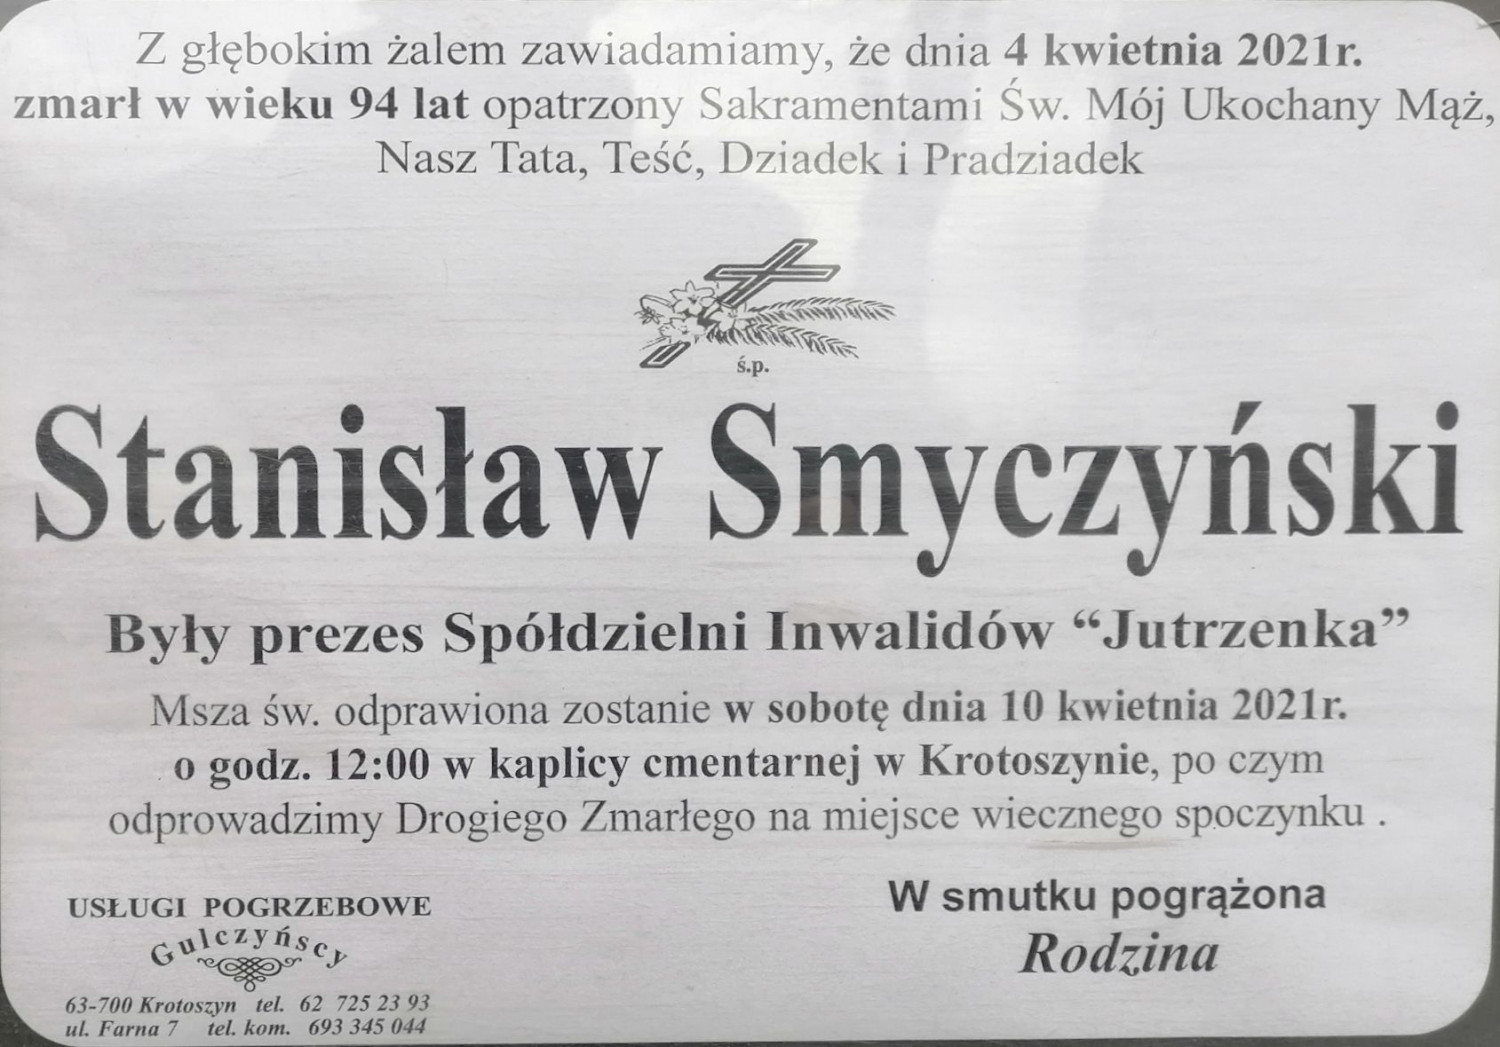 Z głębokim żalem zawiadamiamy, że dnia 4 kwietnia 2021r.
zmarł w wieku 94 lat opatrzony Sakramentami Św. Mój Ukochany Mąż,
Nasz Tata, Teść, Dziadek i Pradziadek
ś.p.
Stanisław Smyczyński
Były prezes Spółdzielni Inwalidów “Jutrzenka”
Msza św. odprawiona zostanie w sobotę dnia 10 kwietnia 2021r.
o godz. 12:00 w kaplicy cmentarnej w Krotoszynie, po czym
odprowadzimy Drogiego Zmarłego na miejsce wiecznego spoczynku .
W smutku pogrążona
Rodzina
USŁUGI POGRZEBOWE
Gulczyńscy
63-700 Krotoszyn tel. 62 725 23 93
ul. Farna 7 tel. kom. 693 345 044